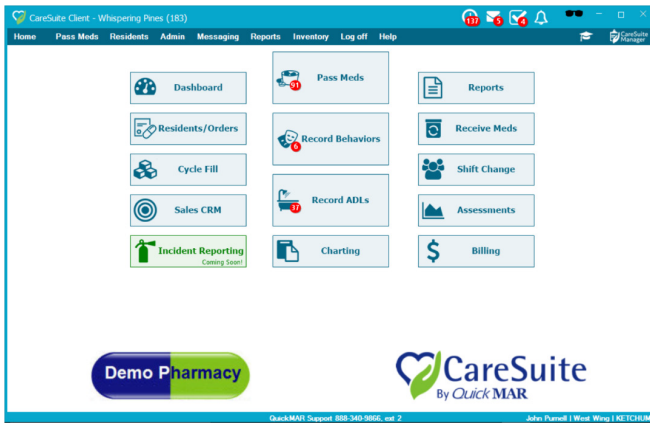 CareSuite Client - Whispering Pines (183)
137
5
4
Home Pass Meds Residents Admin Messaging Reports Inventory Log off Help
CareSuite
Manager
Dashboard
Pass Meds
91
Reports
Residents/Orders
Record Behaviors
6
Receive Meds
Cycle Fill
Shift Change
Sales CRM
Record ADLs
37
Assessments
Incident Reporting
Coming Soon!
Charting
Billing
Demo Pharmacy
CareSuite
By Quick MAR
QuickMAR Support 888-340-9866, ext 2
John Purnell | West Wing | KETCHUM